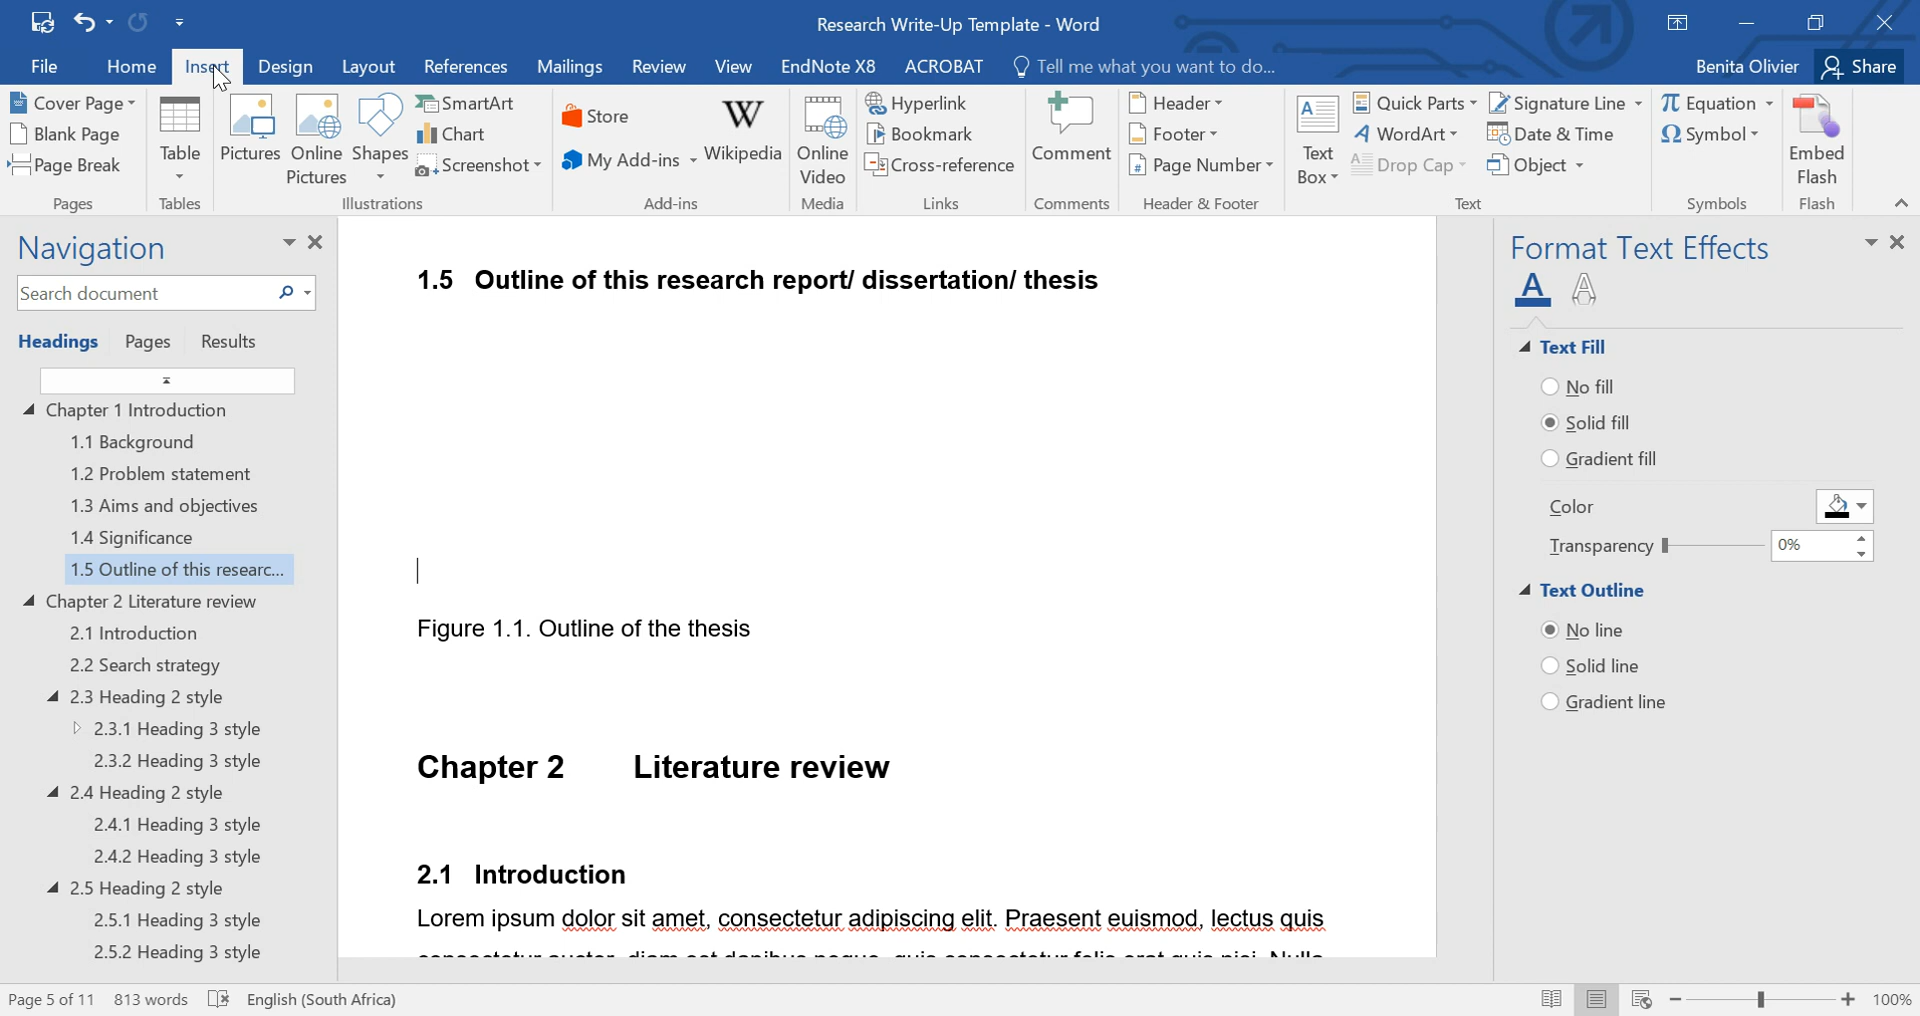 Research Write-Up Template - Word
File Home Insert Design Layout References Mailings Review View EndNote X8 ACROBAT Tell me what you want to do... Benita Olivier Share
Cover Page
Blank Page
Page Break
Pages
Table
Tables
Pictures
Online Pictures
Shapes
SmartArt
Chart
Screenshot
Illustrations
Store
My Add-ins
W
Wikipedia
Add-ins
Online Video
Media
Hyperlink
Bookmark
Cross-reference
Links
Comment
Comments
Header
Footer
Page Number
Header & Footer
Text Box
Quick Parts
WordArt
Drop Cap
Signature Line
Date & Time
Object
Text
Equation
Symbol
Symbols
Embed Flash
Flash
Navigation
Search document
Headings Pages Results
Chapter 1 Introduction
1.1 Background
1.2 Problem statement
1.3 Aims and objectives
1.4 Significance
1.5 Outline of this researc...
Chapter 2 Literature review
2.1 Introduction
2.2 Search strategy
2.3 Heading 2 style
2.3.1 Heading 3 style
2.3.2 Heading 3 style
2.4 Heading 2 style
2.4.1 Heading 3 style
2.4.2 Heading 3 style
2.5 Heading 2 style
2.5.1 Heading 3 style
2.5.2 Heading 3 style
1.5 Outline of this research report/ dissertation/ thesis
Figure 1.1. Outline of the thesis
Chapter 2 Literature review
2.1 Introduction
Lorem ipsum dolor sit amet, consectetur adipiscing elit. Praesent euismod, lectus quis
Format Text Effects
Text Fill
No fill
Solid fill
Gradient fill
Color
Transparency 0%
Text Outline
No line
Solid line
Gradient line
Page 5 of 11 813 words English (South Africa) 100%